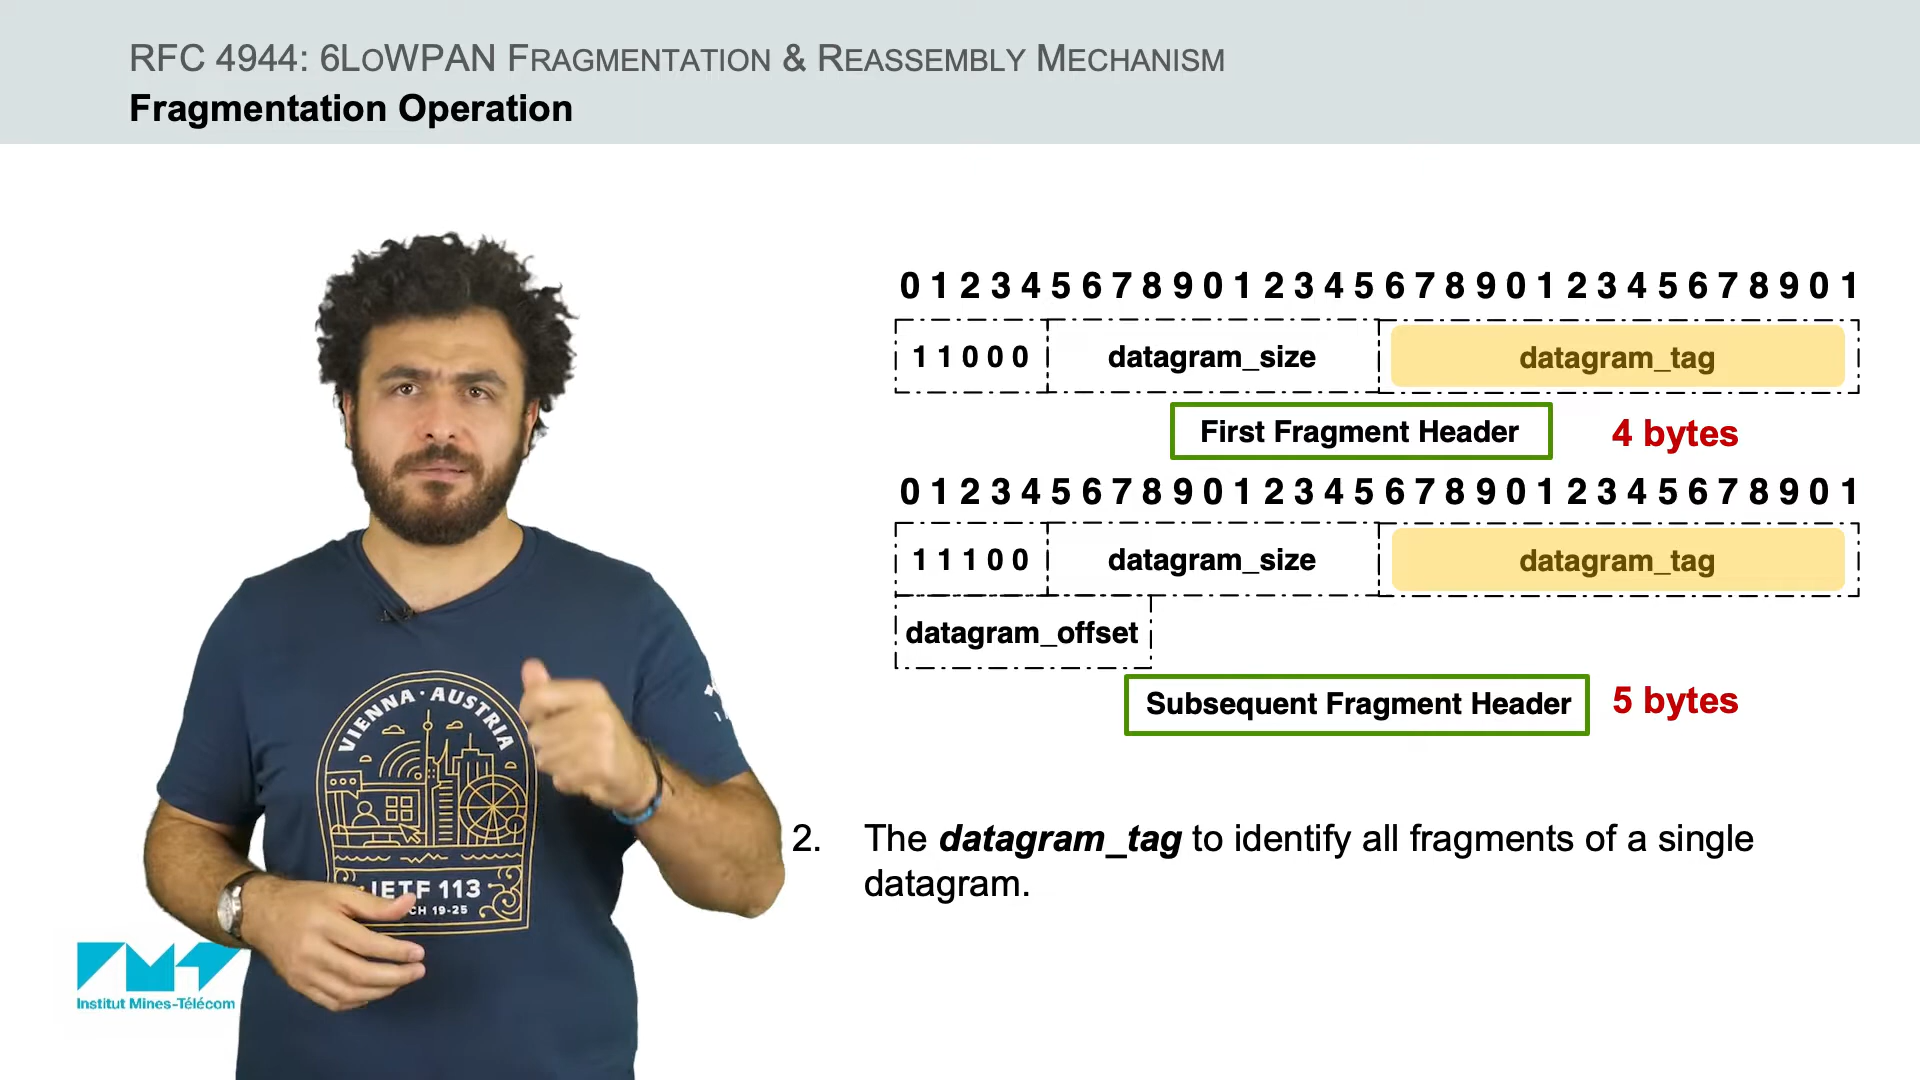 RFC 4944: 6LoWPAN Fragmentation & Reassembly Mechanism
Fragmentation Operation
0 1 2 3 4 5 6 7 8 9 0 1 2 3 4 5 6 7 8 9 0 1 2 3 4 5 6 7 8 9 0 1
1 1 0 0 0 datagram_size datagram_tag
First Fragment Header 4 bytes
0 1 2 3 4 5 6 7 8 9 0 1 2 3 4 5 6 7 8 9 0 1 2 3 4 5 6 7 8 9 0 1
1 1 1 0 0 datagram_size datagram_tag
datagram_offset
Subsequent Fragment Header 5 bytes
2. The datagram_tag to identify all fragments of a single
datagram.
VIENNA · AUSTRIA
IETF 113
CH 19-25
Institut Mines-Télécom